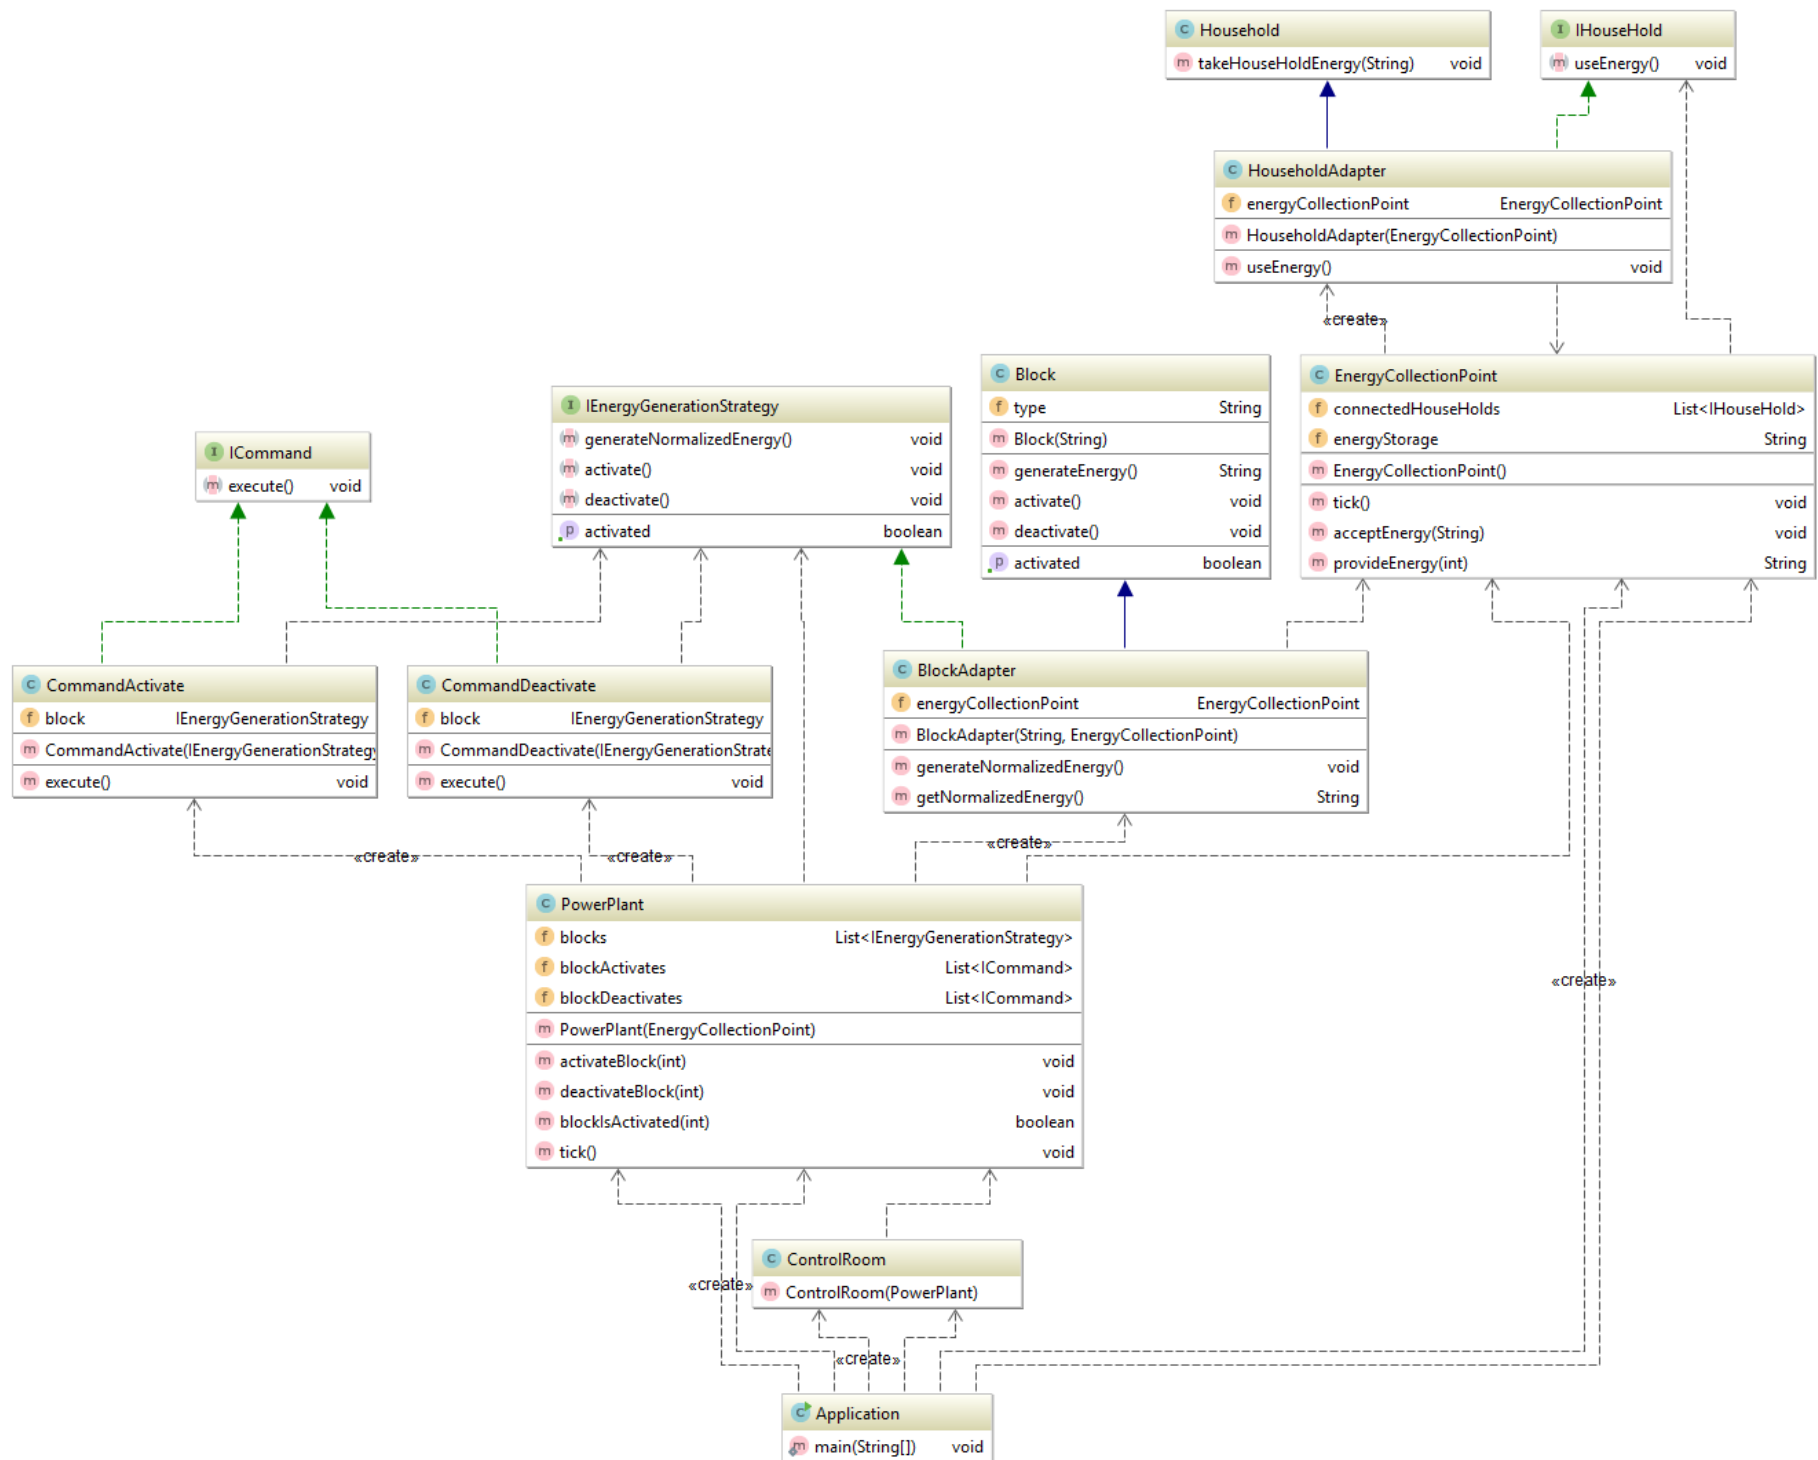 Household
takeHouseHoldEnergy(String) void
IHouseHold
useEnergy() void
HouseholdAdapter
energyCollectionPoint EnergyCollectionPoint
HouseholdAdapter(EnergyCollectionPoint)
useEnergy() void
«create»
Block
type String
Block(String)
generateEnergy() String
activate() void
deactivate() void
activated boolean
EnergyCollectionPoint
connectedHouseHolds List<IHouseHold>
energyStorage String
EnergyCollectionPoint()
tick() void
acceptEnergy(String) void
provideEnergy(int) String
IEnergyGenerationStrategy
generateNormalizedEnergy() void
activate() void
deactivate() void
activated boolean
ICommand
execute() void
CommandActivate
block IEnergyGenerationStrategy
CommandActivate(IEnergyGenerationStrategy
execute() void
CommandDeactivate
block IEnergyGenerationStrategy
CommandDeactivate(IEnergyGenerationStrate
execute() void
BlockAdapter
energyCollectionPoint EnergyCollectionPoint
BlockAdapter(String, EnergyCollectionPoint)
generateNormalizedEnergy() void
getNormalizedEnergy() String
«create» «create» «create»
PowerPlant
blocks List<IEnergyGenerationStrategy>
blockActivates List<ICommand>
blockDeactivates List<ICommand>
PowerPlant(EnergyCollectionPoint)
activateBlock(int) void
deactivateBlock(int) void
blockIsActivated(int) boolean
tick() void
«create»
ControlRoom
ControlRoom(PowerPlant)
«create»
«create»
Application
main(String[]) void